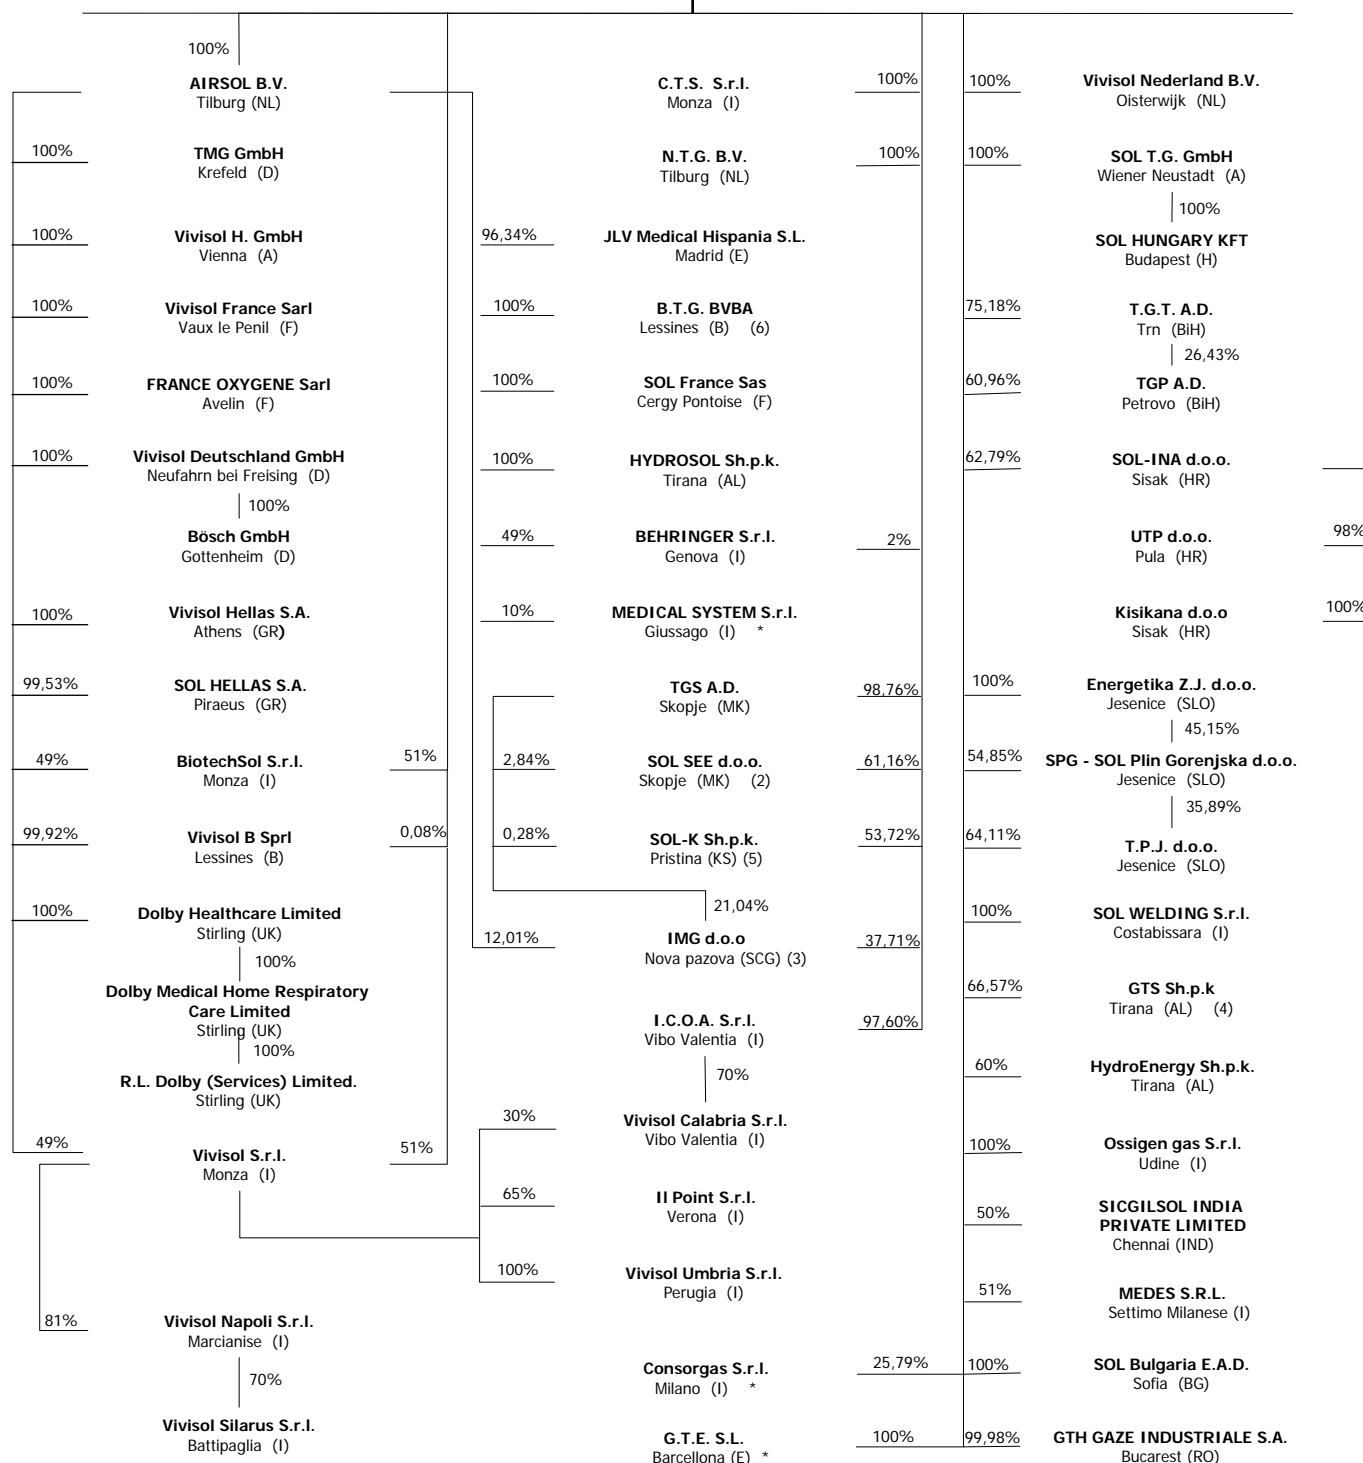 100%
AIRSOL B.V.
Tilburg (NL)
100%
TMG GmbH
Krefeld (D)
100%
Vivisol H. GmbH
Vienna (A)
100%
Vivisol France Sarl
Vaux le Penil (F)
100%
FRANCE OXYGENE Sarl
Avelin (F)
100%
Vivisol Deutschland GmbH
Neufahrn bei Freising (D)
100%
Bösch GmbH
Gottenheim (D)
100%
Vivisol Hellas S.A.
Athens (GR)
99,53%
SOL HELLAS S.A.
Piraeus (GR)
49%
BiotechSol S.r.l.
Monza (I)
51%
99,92%
Vivisol B Sprl
Lessines (B)
0,08%
100%
Dolby Healthcare Limited
Stirling (UK)
100%
Dolby Medical Home Respiratory
Care Limited
Stirling (UK)
100%
R.L. Dolby (Services) Limited.
Stirling (UK)
49%
Vivisol S.r.l.
Monza (I)
51%
81%
Vivisol Napoli S.r.l.
Marcianise (I)
70%
Vivisol Silarus S.r.l.
Battipaglia (I)
C.T.S. S.r.l.
Monza (I)
100%
N.T.G. B.V.
Tilburg (NL)
100%
96,34%
JLV Medical Hispania S.L.
Madrid (E)
100%
B.T.G. BVBA
Lessines (B) (6)
100%
SOL France Sas
Cergy Pontoise (F)
100%
HYDROSOL Sh.p.k.
Tirana (AL)
49%
BEHRINGER S.r.l.
Genova (I)
2%
10%
MEDICAL SYSTEM S.r.l.
Giussago (I) *
TGS A.D.
Skopje (MK)
98,76%
2,84%
SOL SEE d.o.o.
Skopje (MK) (2)
61,16%
0,28%
SOL-K Sh.p.k.
Pristina (KS) (5)
53,72%
21,04%
12,01%
IMG d.o.o
Nova pazova (SCG) (3)
37,71%
I.C.O.A. S.r.l.
Vibo Valentia (I)
97,60%
70%
30%
Vivisol Calabria S.r.l.
Vibo Valentia (I)
65%
Il Point S.r.l.
Verona (I)
100%
Vivisol Umbria S.r.l.
Perugia (I)
Consorgas S.r.l.
Milano (I) *
25,79%
G.T.E. S.L.
Barcellona (E) *
100%
100%
Vivisol Nederland B.V.
Oisterwijk (NL)
100%
SOL T.G. GmbH
Wiener Neustadt (A)
100%
SOL HUNGARY KFT
Budapest (H)
75,18%
T.G.T. A.D.
Trn (BiH)
26,43%
60,96%
TGP A.D.
Petrovo (BiH)
62,79%
SOL-INA d.o.o.
Sisak (HR)
UTP d.o.o.
Pula (HR)
98%
Kisikana d.o.o
Sisak (HR)
100%
100%
Energetika Z.J. d.o.o.
Jesenice (SLO)
45,15%
54,85%
SPG - SOL Plin Gorenjska d.o.o.
Jesenice (SLO)
35,89%
64,11%
T.P.J. d.o.o.
Jesenice (SLO)
100%
SOL WELDING S.r.l.
Costabissara (I)
66,57%
GTS Sh.p.k
Tirana (AL) (4)
60%
HydroEnergy Sh.p.k.
Tirana (AL)
100%
Ossigen gas S.r.l.
Udine (I)
50%
SICGILSOL INDIA
PRIVATE LIMITED
Chennai (IND)
51%
MEDES S.R.L.
Settimo Milanese (I)
100%
SOL Bulgaria E.A.D.
Sofia (BG)
99,98%
GTH GAZE INDUSTRIALE S.A.
Bucarest (RO)